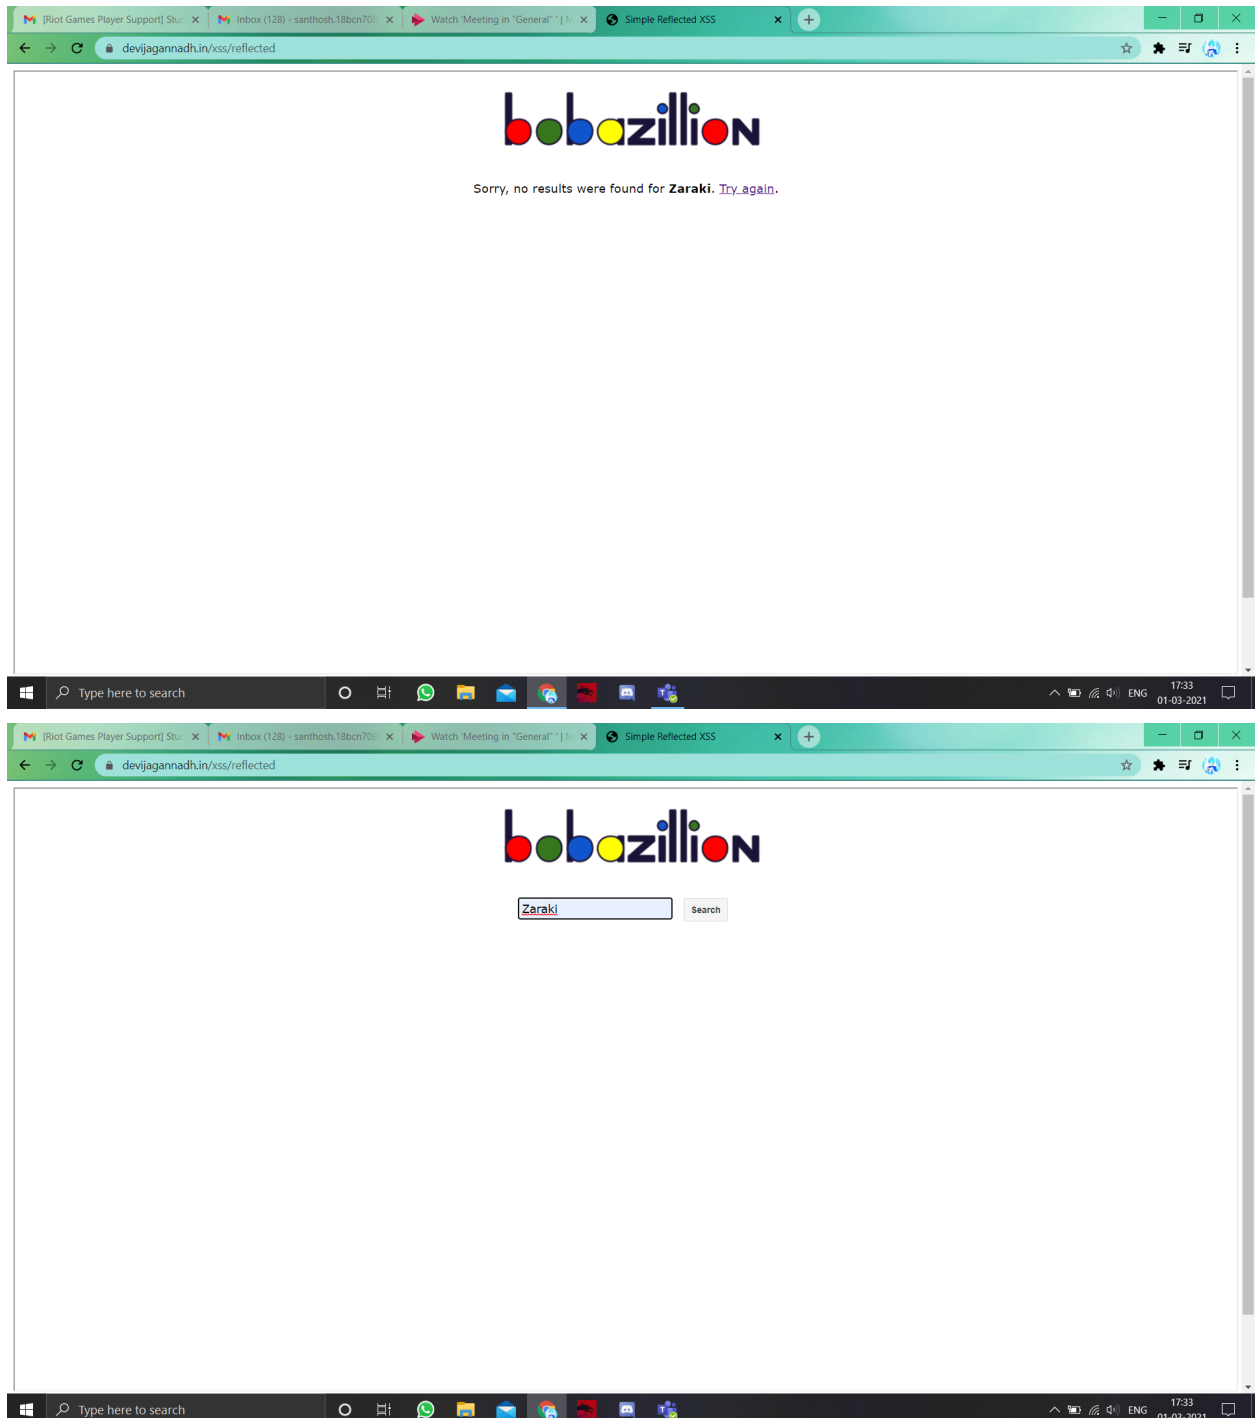 [Riot Games Player Support] Stu
Inbox (128) - santhosh.18bcn70
Watch 'Meeting in "General" ' |
Simple Reflected XSS
devijagannadh.in/xss/reflected
bobazillion
Sorry, no results were found for Zaraki. Try again.
Type here to search
ENG
17:33
01-03-2021
[Riot Games Player Support] Stu
Inbox (128) - santhosh.18bcn70
Watch 'Meeting in "General" ' |
Simple Reflected XSS
devijagannadh.in/xss/reflected
bobazillion
Zaraki
Search
Type here to search
ENG
17:33
01-03-2021